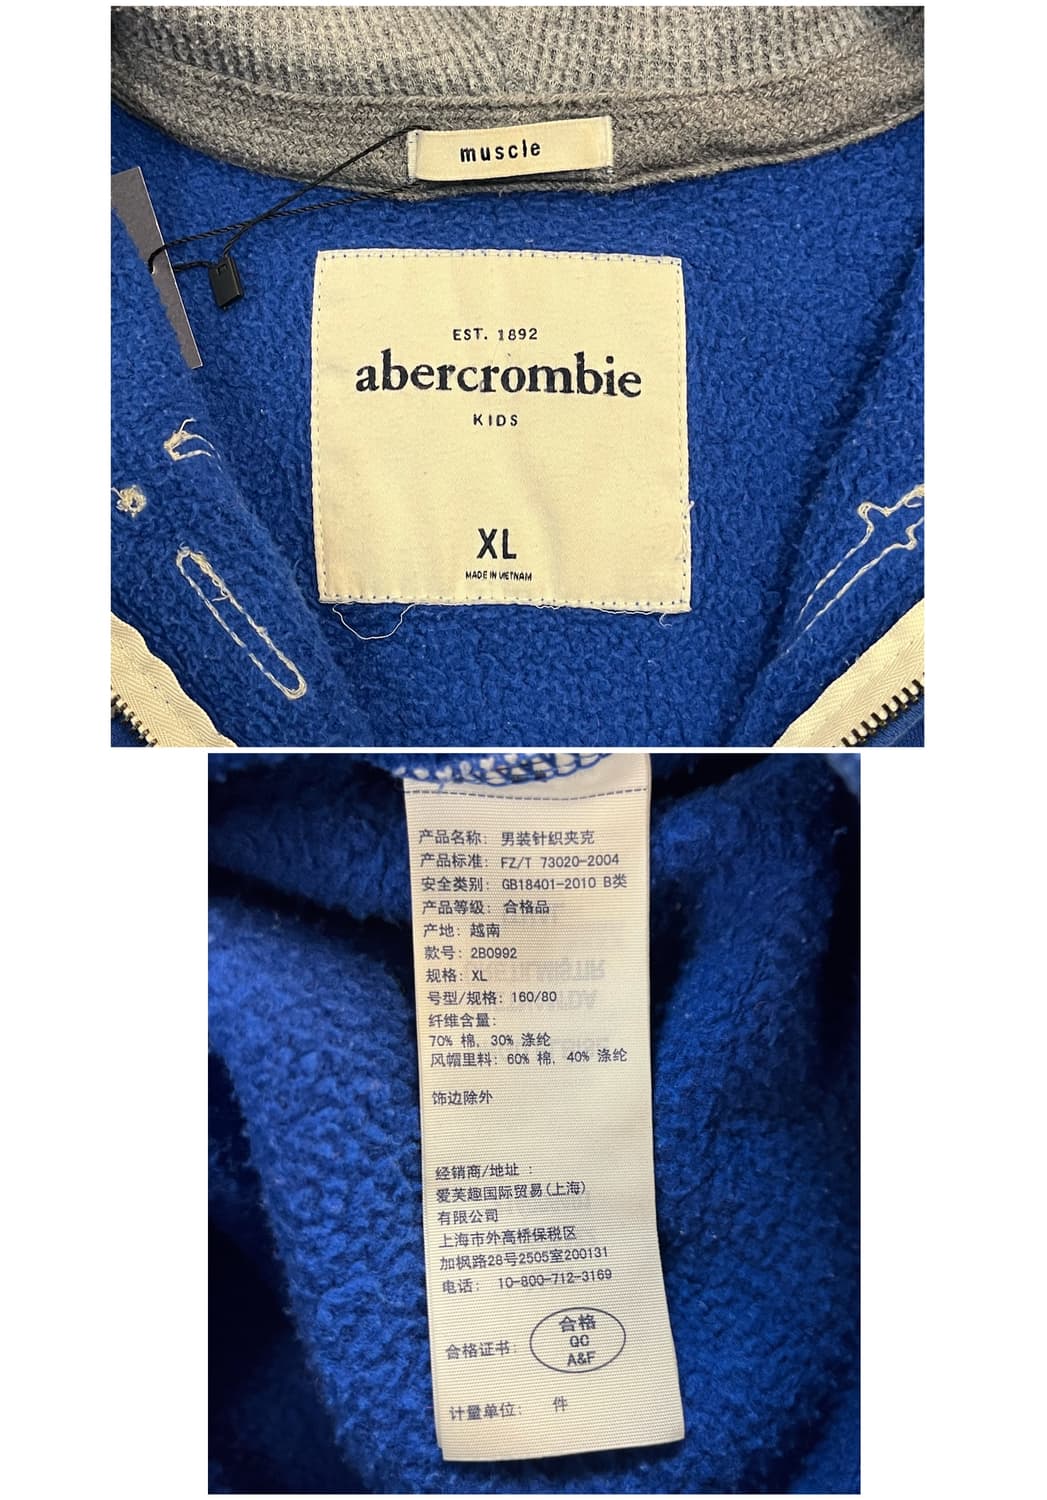 muscle
EST. 1892
abercrombie
KIDS
XL
MADE IN VIETNAM
产品名称: 男装针织夹克
产品标准: FZ/T 73020-2004
安全类别: GB18401-2010 B类
产品等级: 合格品
产地: 越南
款号: 2B0992
规格: XL
号型/规格: 160/80
纤维含量:
70% 棉, 30% 涤纶
风帽里料: 60% 棉, 40% 涤纶
饰边除外
经销商/地址 :
爱芙趣国际贸易(上海)
有限公司
上海市外高桥保税区
加枫路28号2505室200131
电话: 10-800-712-3169
合格证书:
合格
QC
A&F
计量单位: 件